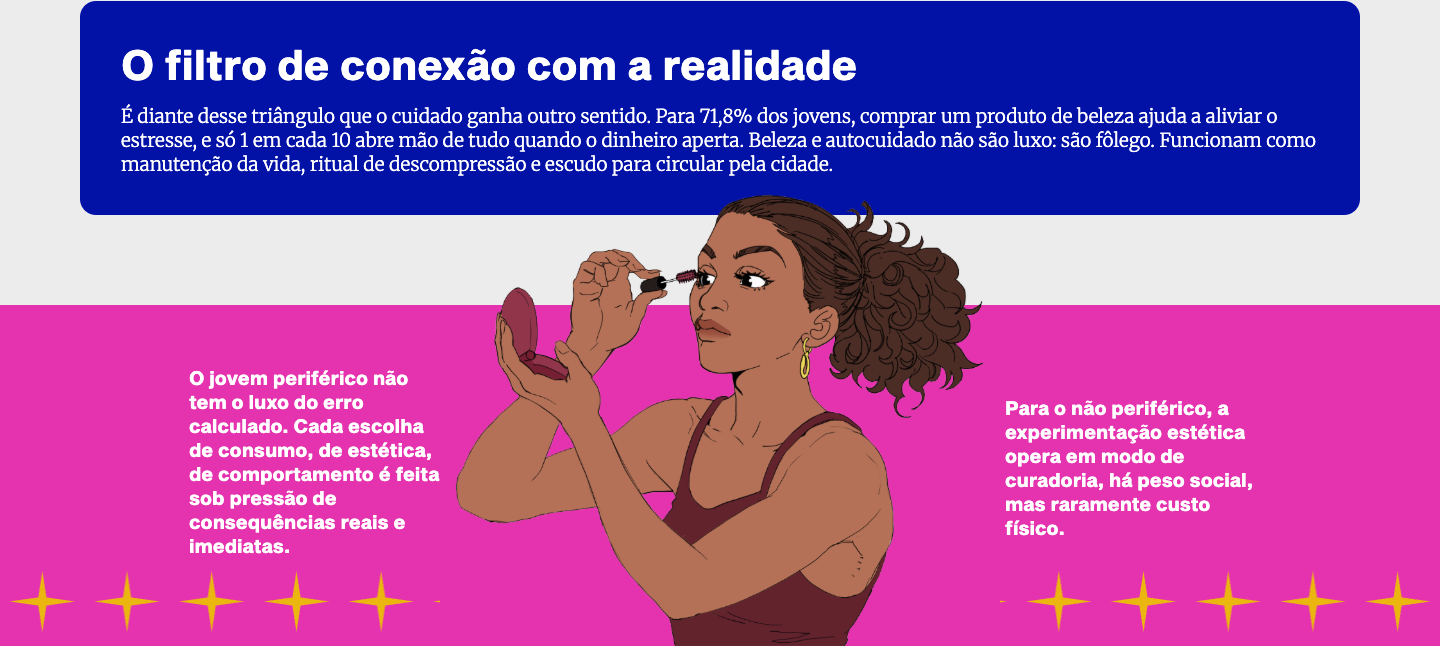 O filtro de conexão com a realidade
É diante desse triângulo que o cuidado ganha outro sentido. Para 71,8% dos jovens, comprar um produto de beleza ajuda a aliviar o
estresse, e só 1 em cada 10 abre mão de tudo quando o dinheiro aperta. Beleza e autocuidado não são luxo: são fôlego. Funcionam como
manutenção da vida, ritual de descompressão e escudo para circular pela cidade.
O jovem periférico não
tem o luxo do erro
calculado. Cada escolha
de consumo, de estética,
de comportamento é feita
sob pressão de
consequências reais e
imediatas.
Para o não periférico, a
experimentação estética
opera em modo de
curadoria, há peso social,
mas raramente custo
físico.